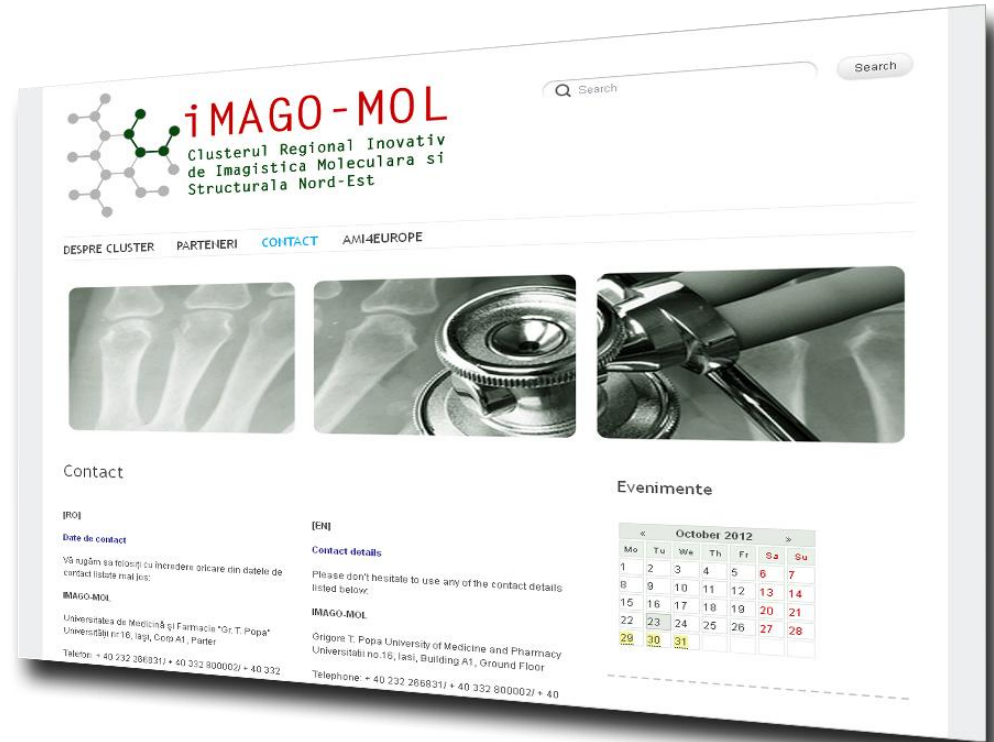 iMAGO-MOL
Clusterul Regional Inovativ
de Imagistica Moleculara si
Structurala Nord-Est
Search
Search
DESPRE CLUSTER PARTENERI CONTACT AMI4EUROPE
Contact
[RO]
Date de contact
Vă rugăm sa folosiți cu încredere oricare din datele de
contact listate mai jos:
IMAGO-MOL
Universitatea de Medicină şi Farmacie "Gr. T. Popa"
Universității nr.16, Iaşi, Corp A1, Parter
Telefon: + 40 232 266831/ + 40 332 800002/ + 40 332
[EN]
Contact details
Please don't hesitate to use any of the contact details
listed below:
IMAGO-MOL
Grigore T. Popa University of Medicine and Pharmacy
Universitatii no.16, Iasi, Building A1, Ground Floor
Telephone: + 40 232 266831/ + 40 332 800002/ + 40
Evenimente
« October 2012 »
Mo Tu We Th Fr Sa Su
1 2 3 4 5 6 7
8 9 10 11 12 13 14
15 16 17 18 19 20 21
22 23 24 25 26 27 28
29 30 31